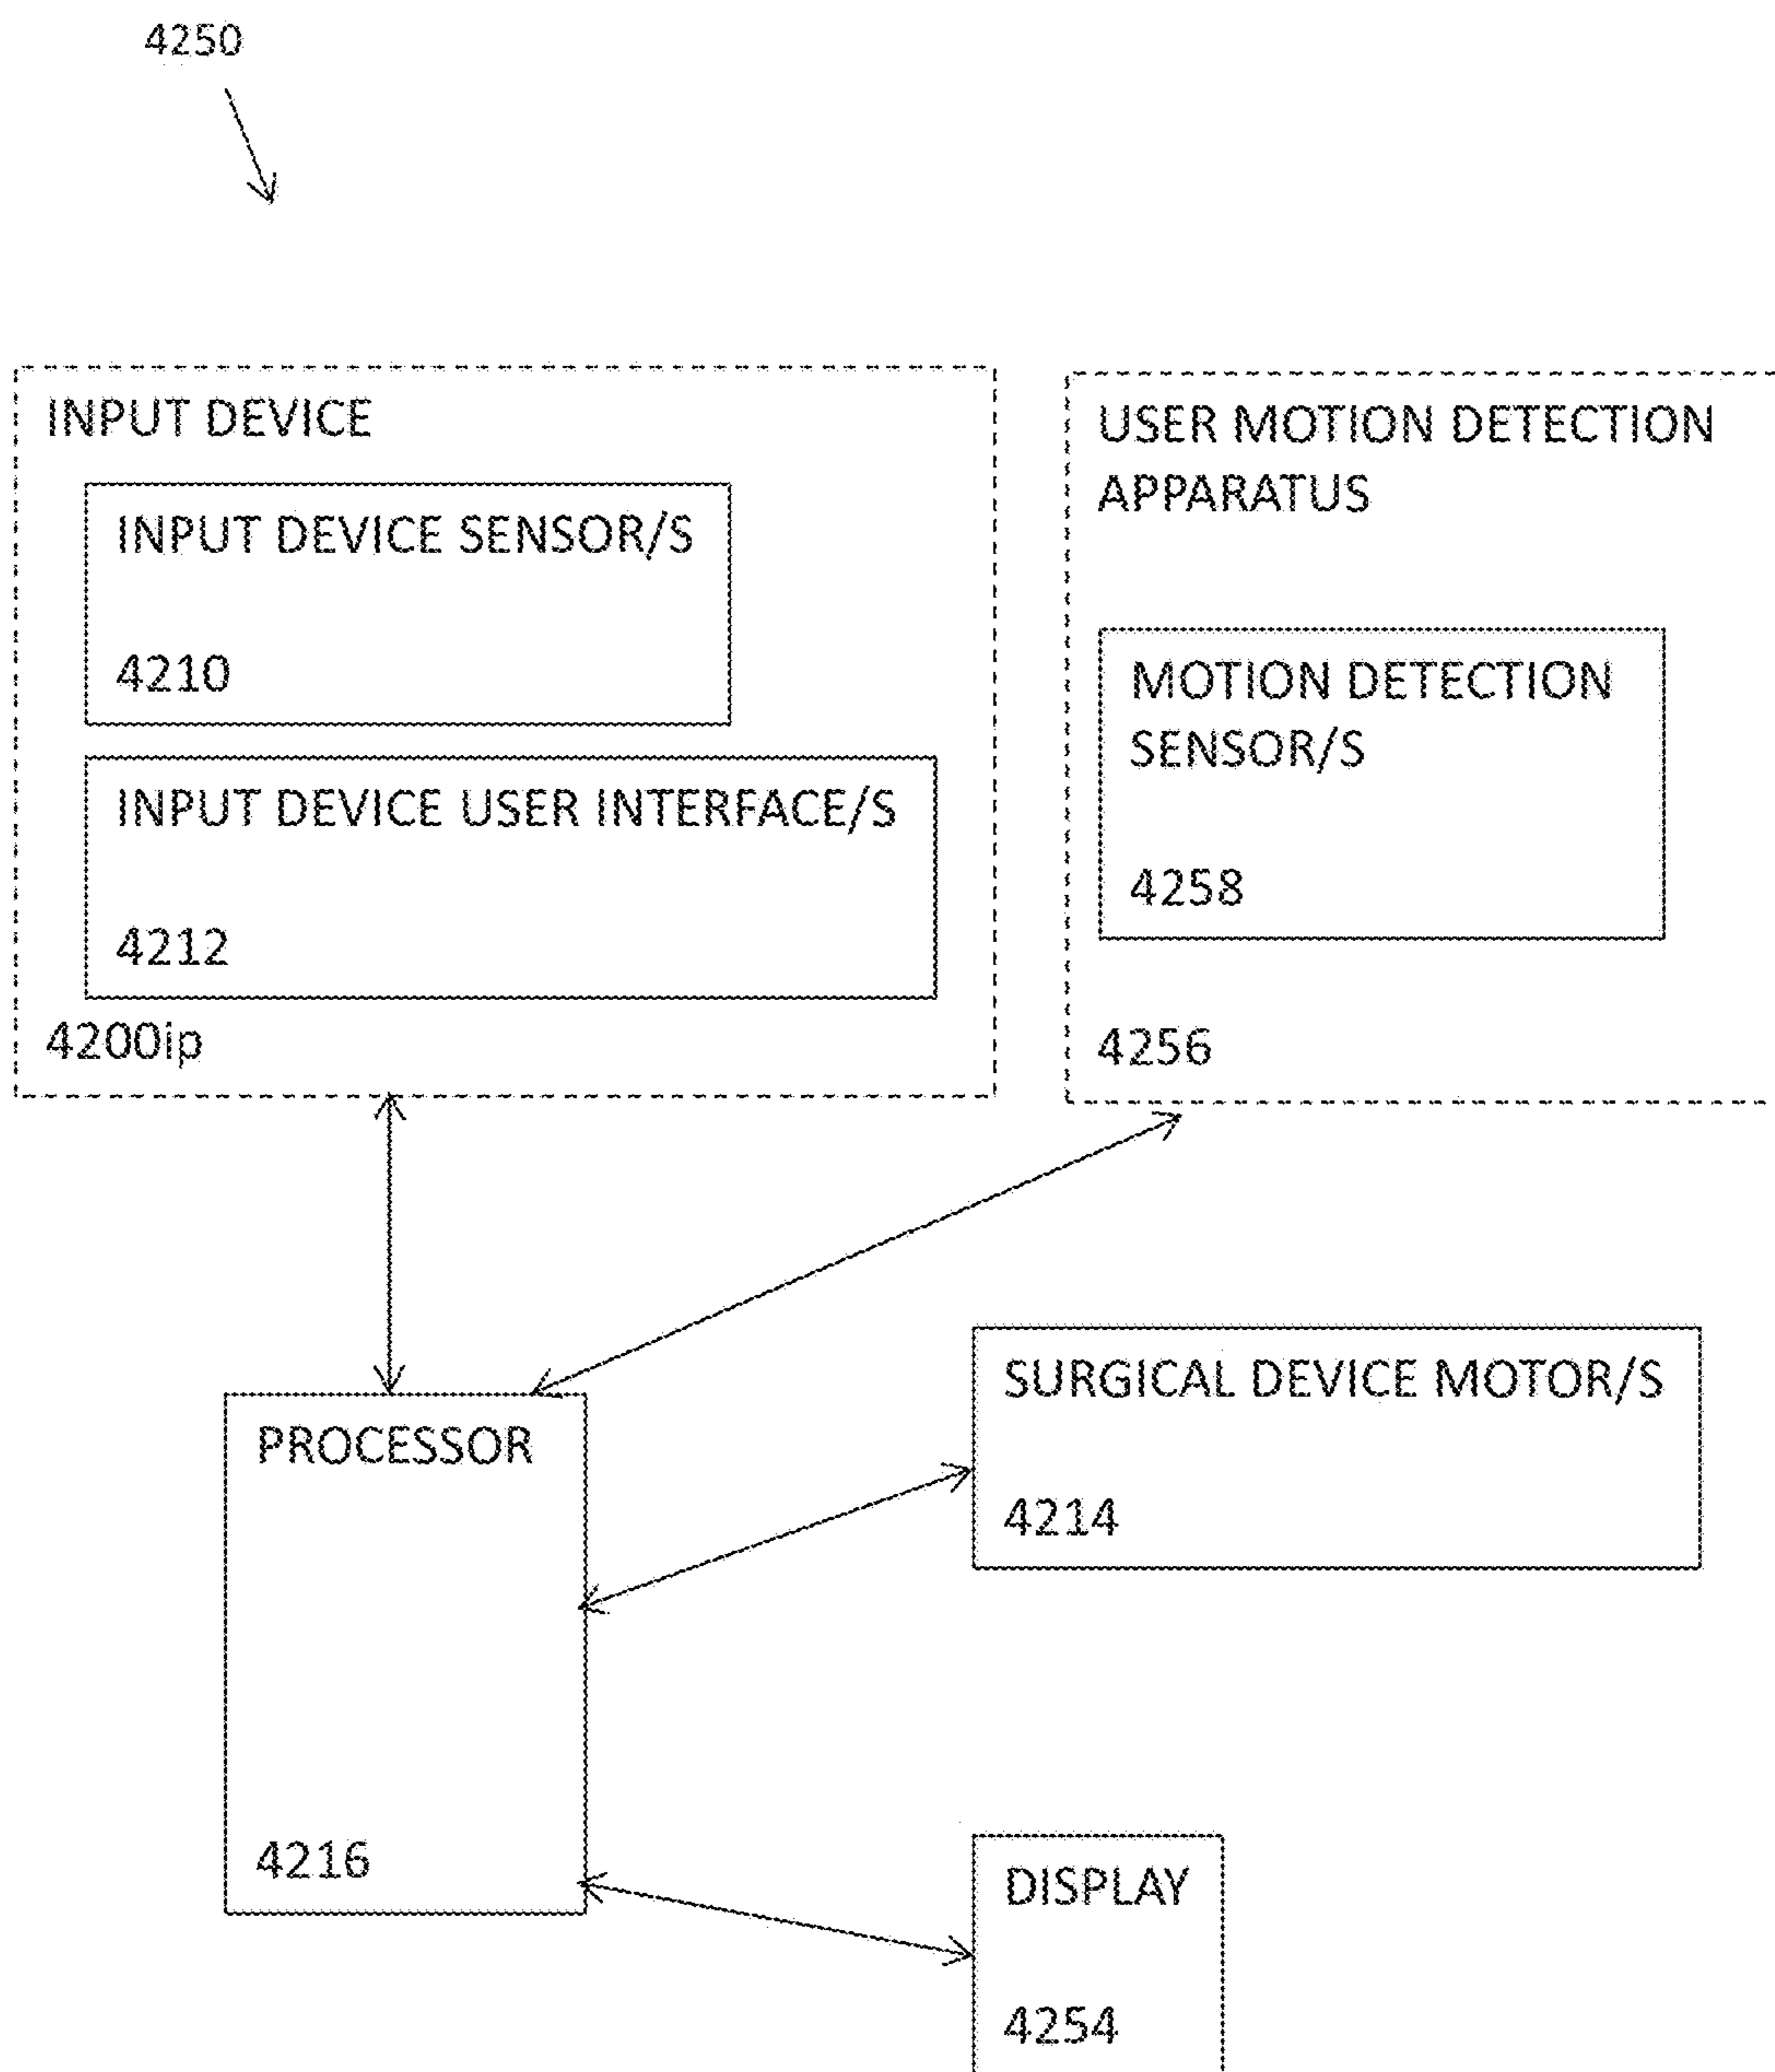 4250
INPUT DEVICE
INPUT DEVICE SENSOR/S
4210
INPUT DEVICE USER INTERFACE/S
4212
4200ip
USER MOTION DETECTION
APPARATUS
MOTION DETECTION
SENSOR/S
4258
4256
PROCESSOR
4216
SURGICAL DEVICE MOTOR/S
4214
DISPLAY
4254